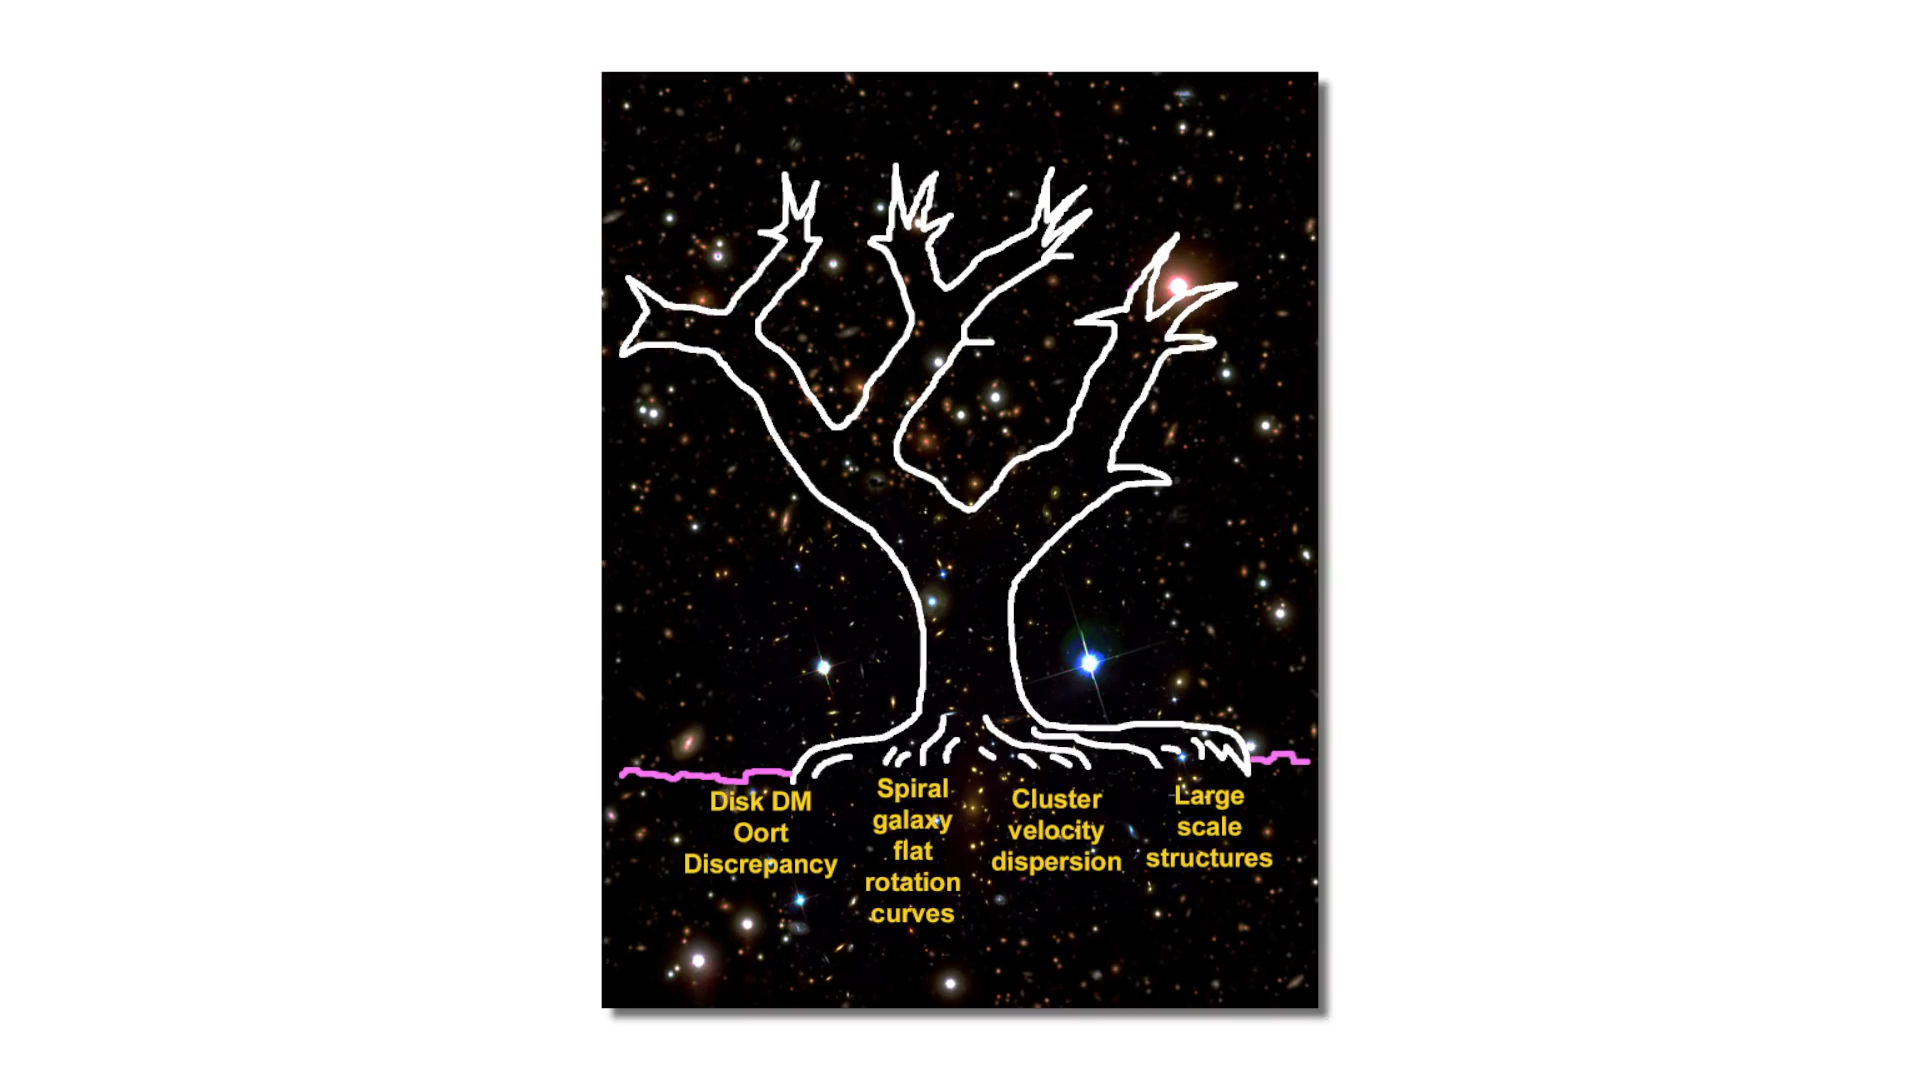 Disk DM
Oort
Discrepancy
Spiral
galaxy
flat
rotation
curves
Cluster
velocity
dispersion
Large
scale
structures